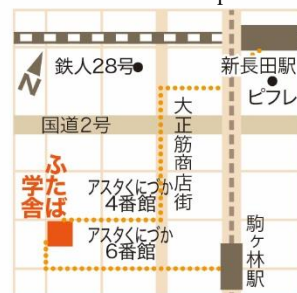 鉄人28号
新長田駅
ピフレ
N
国道2号
大正筋商店街
ふたば
学舎
アスタくにづか
4番館
アスタくにづか
6番館
駒ヶ林駅